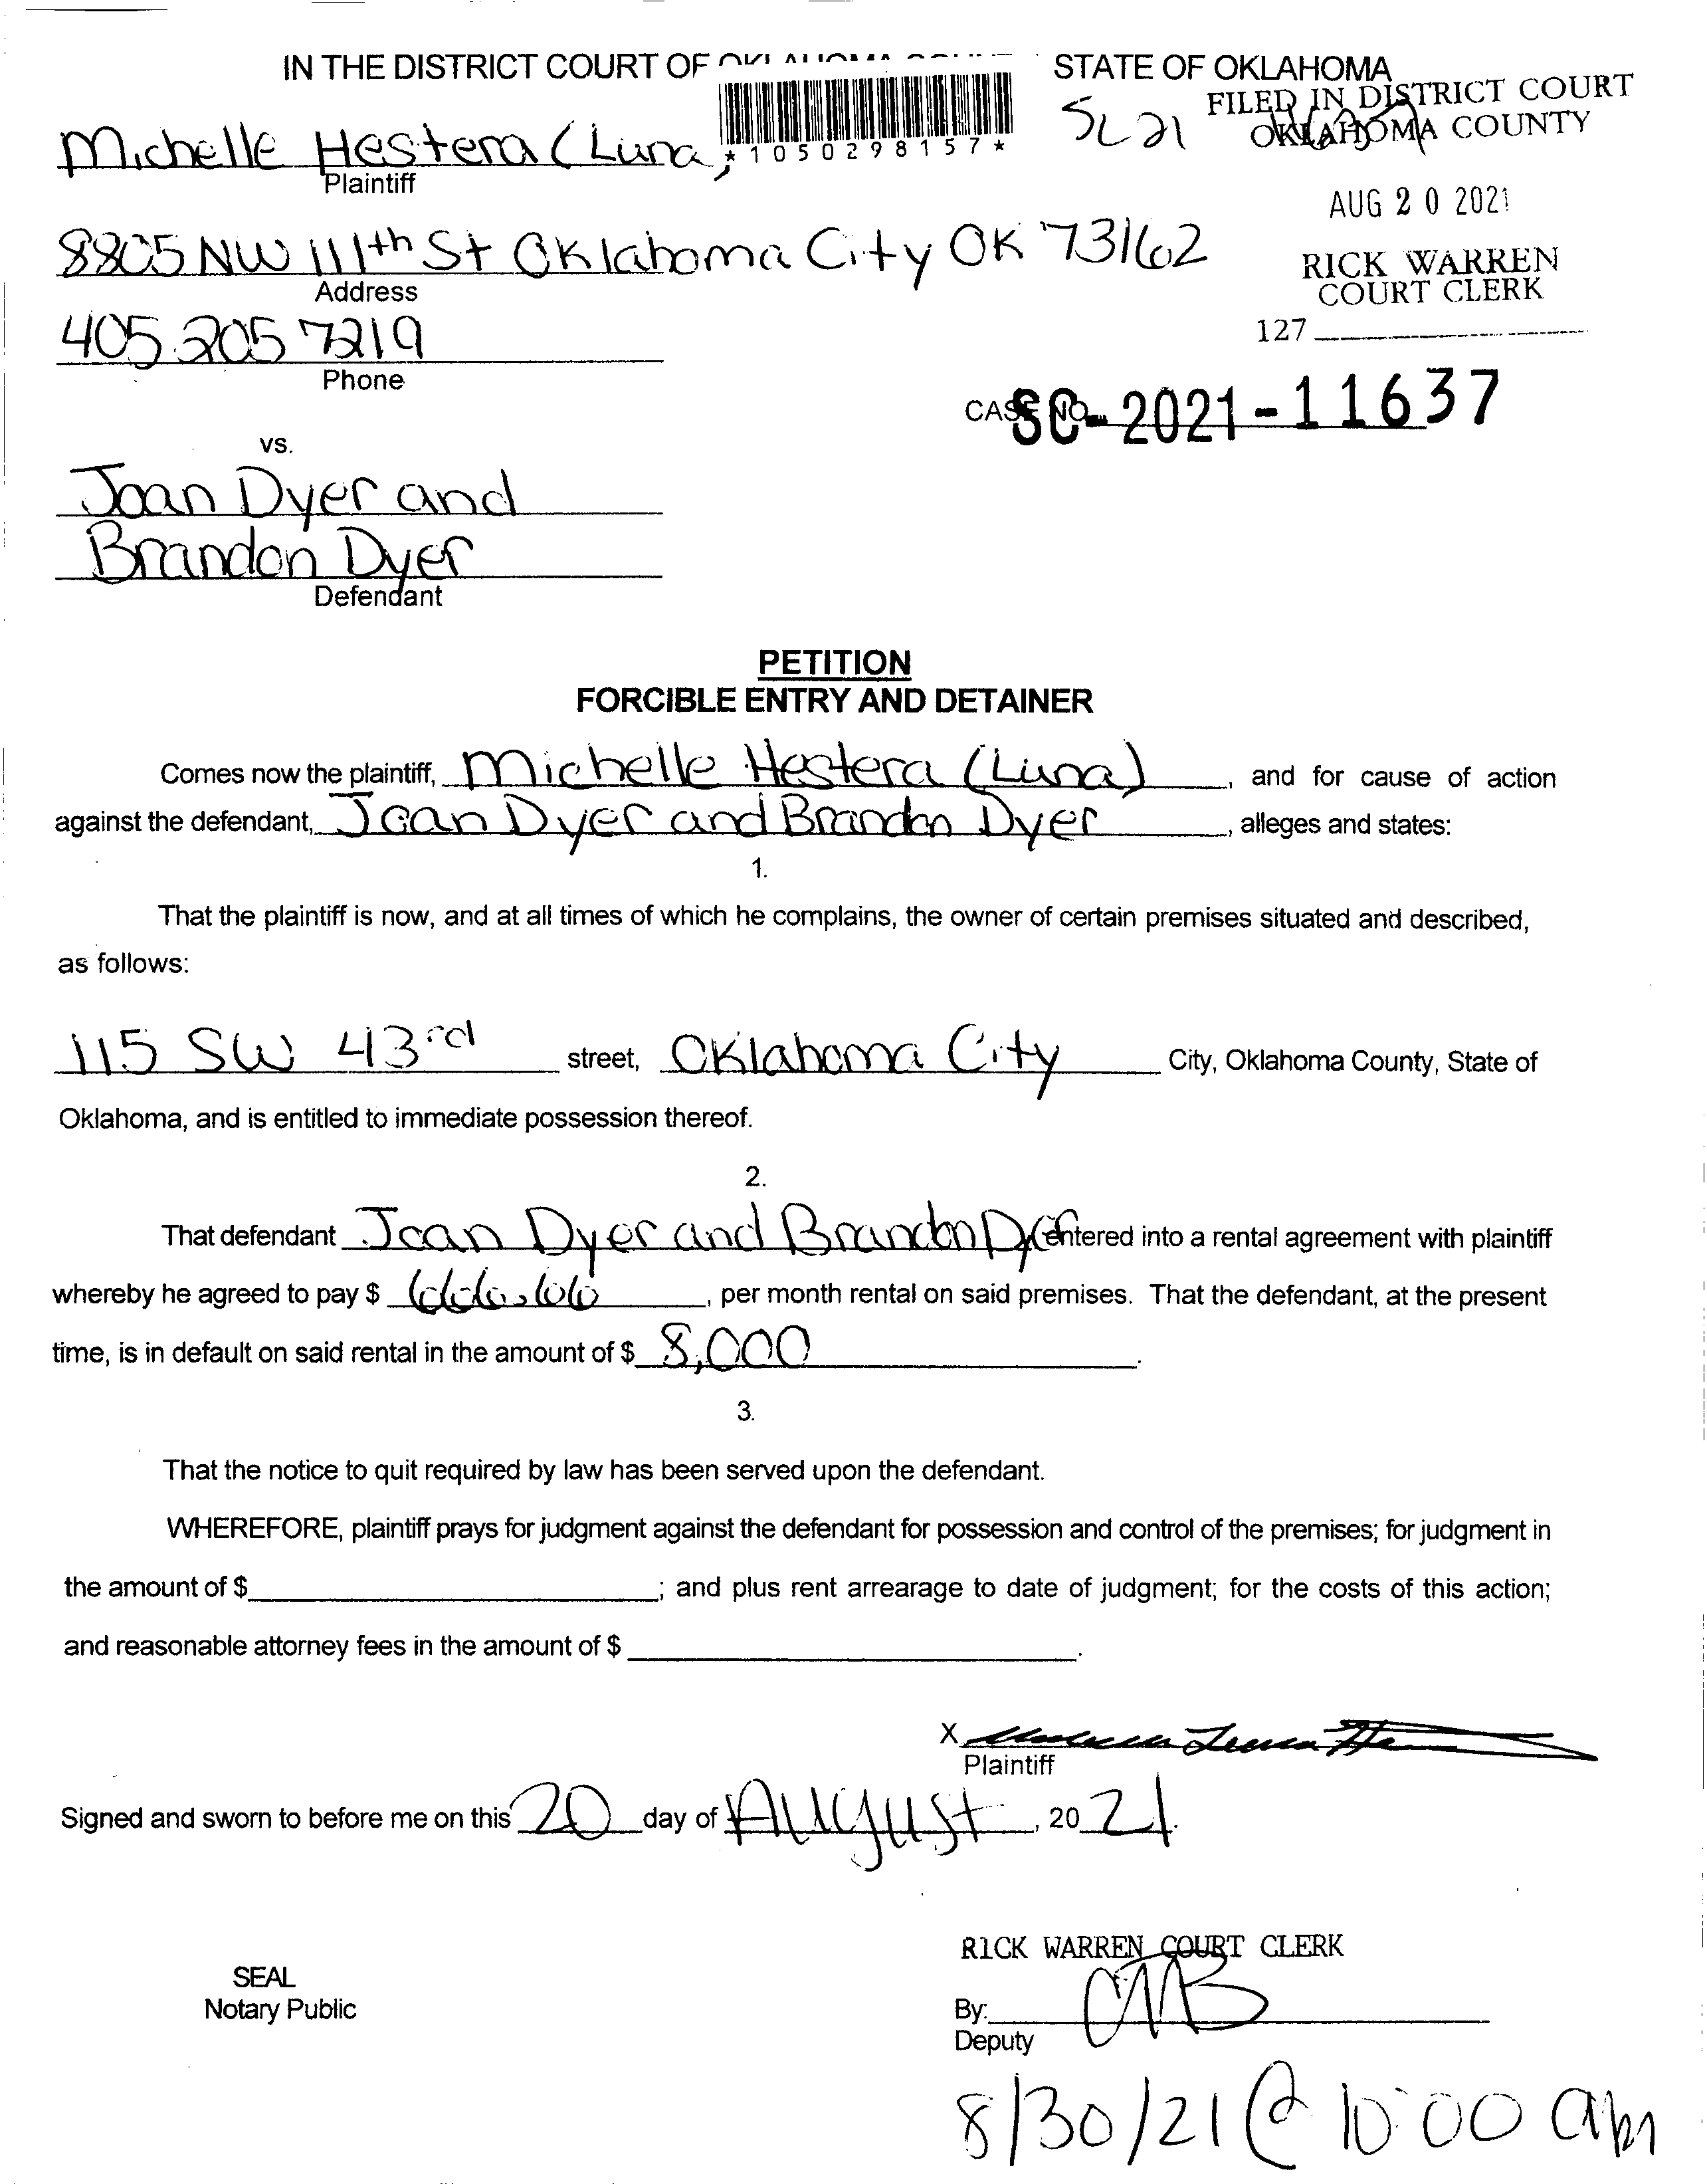 IN THE DISTRICT COURT OF OKLAHOMA STATE OF OKLAHOMA
FILED IN DISTRICT COURT
OKLAHOMA COUNTY
Michelle Hestera (Luna)
*1050298157*
Plaintiff
AUG 20 2021
8805 NW 111th St Oklahoma City OK 73162
Address
RICK WARREN
COURT CLERK
405 205 7219
127
Phone
CASE NO. SC-2021-11637
vs.
Joan Dyer and
Brandon Dyer
Defendant
PETITION
FORCIBLE ENTRY AND DETAINER
Comes now the plaintiff, Michelle Hestera (Luna), and for cause of action
against the defendant, Joan Dyer and Brandon Dyer, alleges and states:
1.
That the plaintiff is now, and at all times of which he complains, the owner of certain premises situated and described,
as follows:
115 SW 43rd street, Oklahoma City City, Oklahoma County, State of
Oklahoma, and is entitled to immediate possession thereof.
2.
That defendant Joan Dyer and Brandon Dyer entered into a rental agreement with plaintiff
whereby he agreed to pay $ 666.66, per month rental on said premises. That the defendant, at the present
time, is in default on said rental in the amount of $ 8,000.
3.
That the notice to quit required by law has been served upon the defendant.
WHEREFORE, plaintiff prays for judgment against the defendant for possession and control of the premises; for judgment in
the amount of $; and plus rent arrearage to date of judgment; for the costs of this action;
and reasonable attorney fees in the amount of $.
X
Plaintiff
Signed and sworn to before me on this 20 day of August, 2021.
RICK WARREN COURT CLERK
SEAL
Notary Public
By:
Deputy
8/30/21 @ 10:00 am